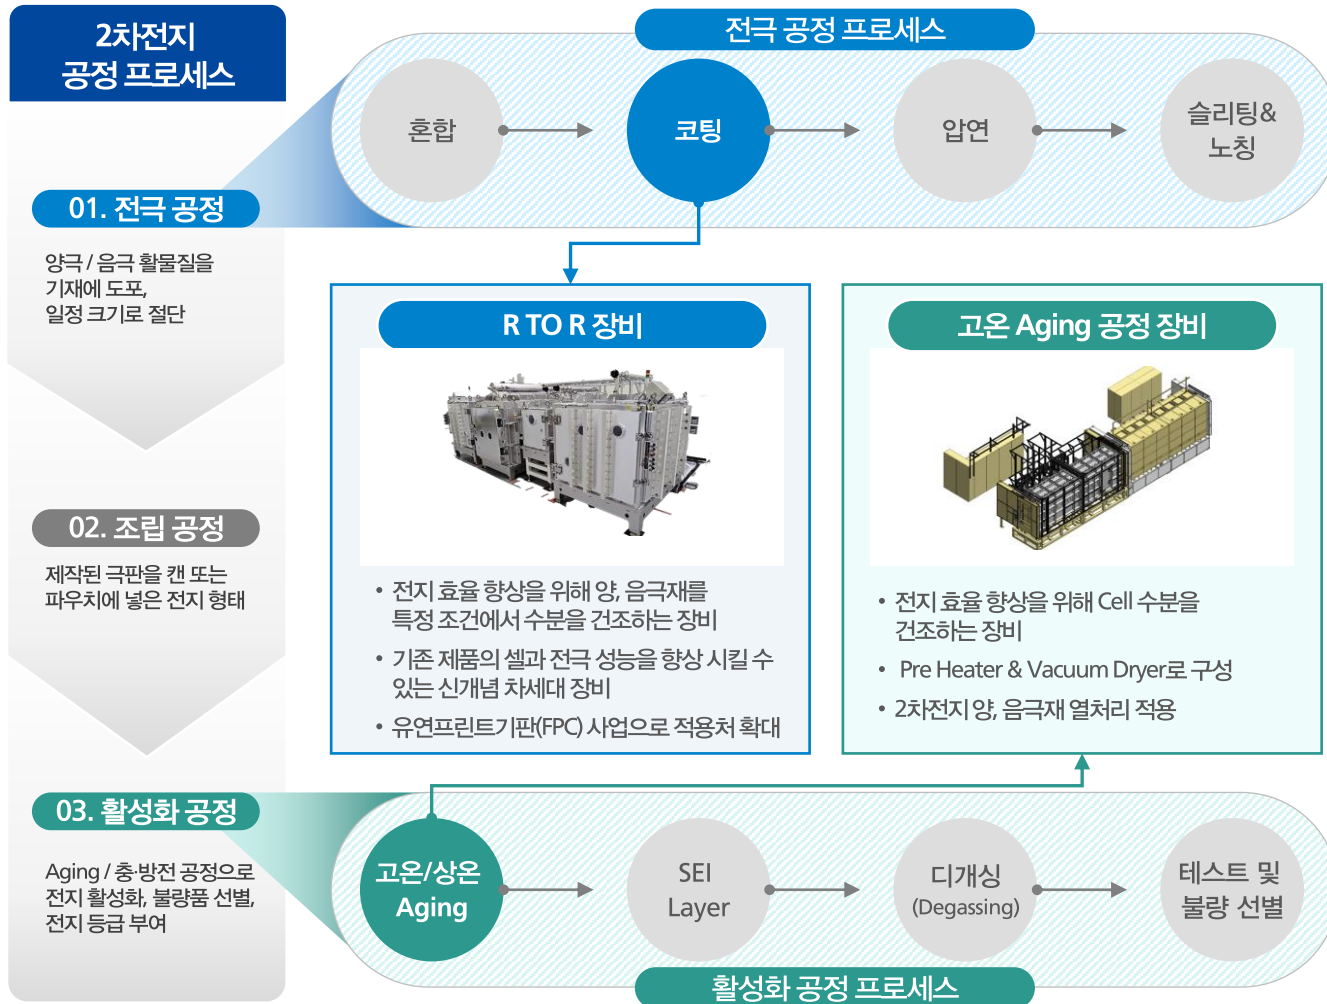 2차전지
공정 프로세스
전극 공정 프로세스
혼합
코팅
압연
슬리팅&
노칭
01. 전극 공정
양극 / 음극 활물질을
기재에 도포,
일정 크기로 절단
R TO R 장비
• 전지 효율 향상을 위해 양, 음극재를
특정 조건에서 수분을 건조하는 장비
• 기존 제품의 셀과 전극 성능을 향상 시킬 수
있는 신개념 차세대 장비
• 유연프린트기판(FPC) 사업으로 적용처 확대
고온 Aging 공정 장비
• 전지 효율 향상을 위해 Cell 수분을
건조하는 장비
• Pre Heater & Vacuum Dryer로 구성
• 2차전지 양, 음극재 열처리 적용
02. 조립 공정
제작된 극판을 캔 또는
파우치에 넣은 전지 형태
03. 활성화 공정
Aging / 충·방전 공정으로
전지 활성화, 불량품 선별,
전지 등급 부여
고온/상온
Aging
SEI
Layer
디개싱
(Degassing)
테스트 및
불량 선별
활성화 공정 프로세스